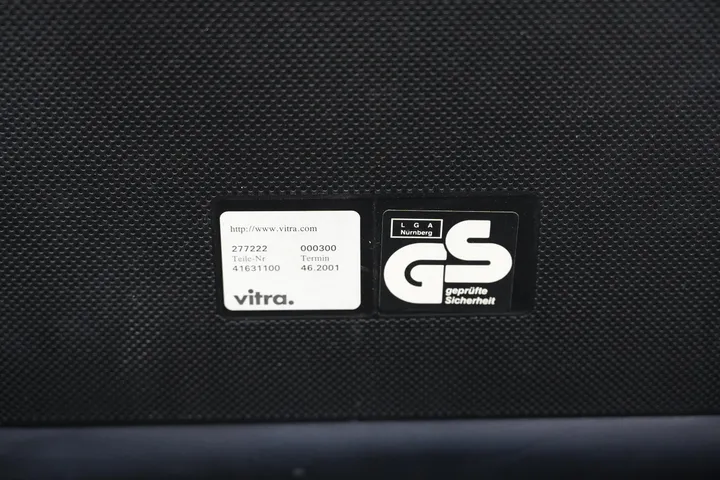 http://www.vitra.com
277222 000300
Teile-Nr Termin
41631100 46.2001
vitra.
L G A
Nürnberg
GS
geprüfte
Sicherheit